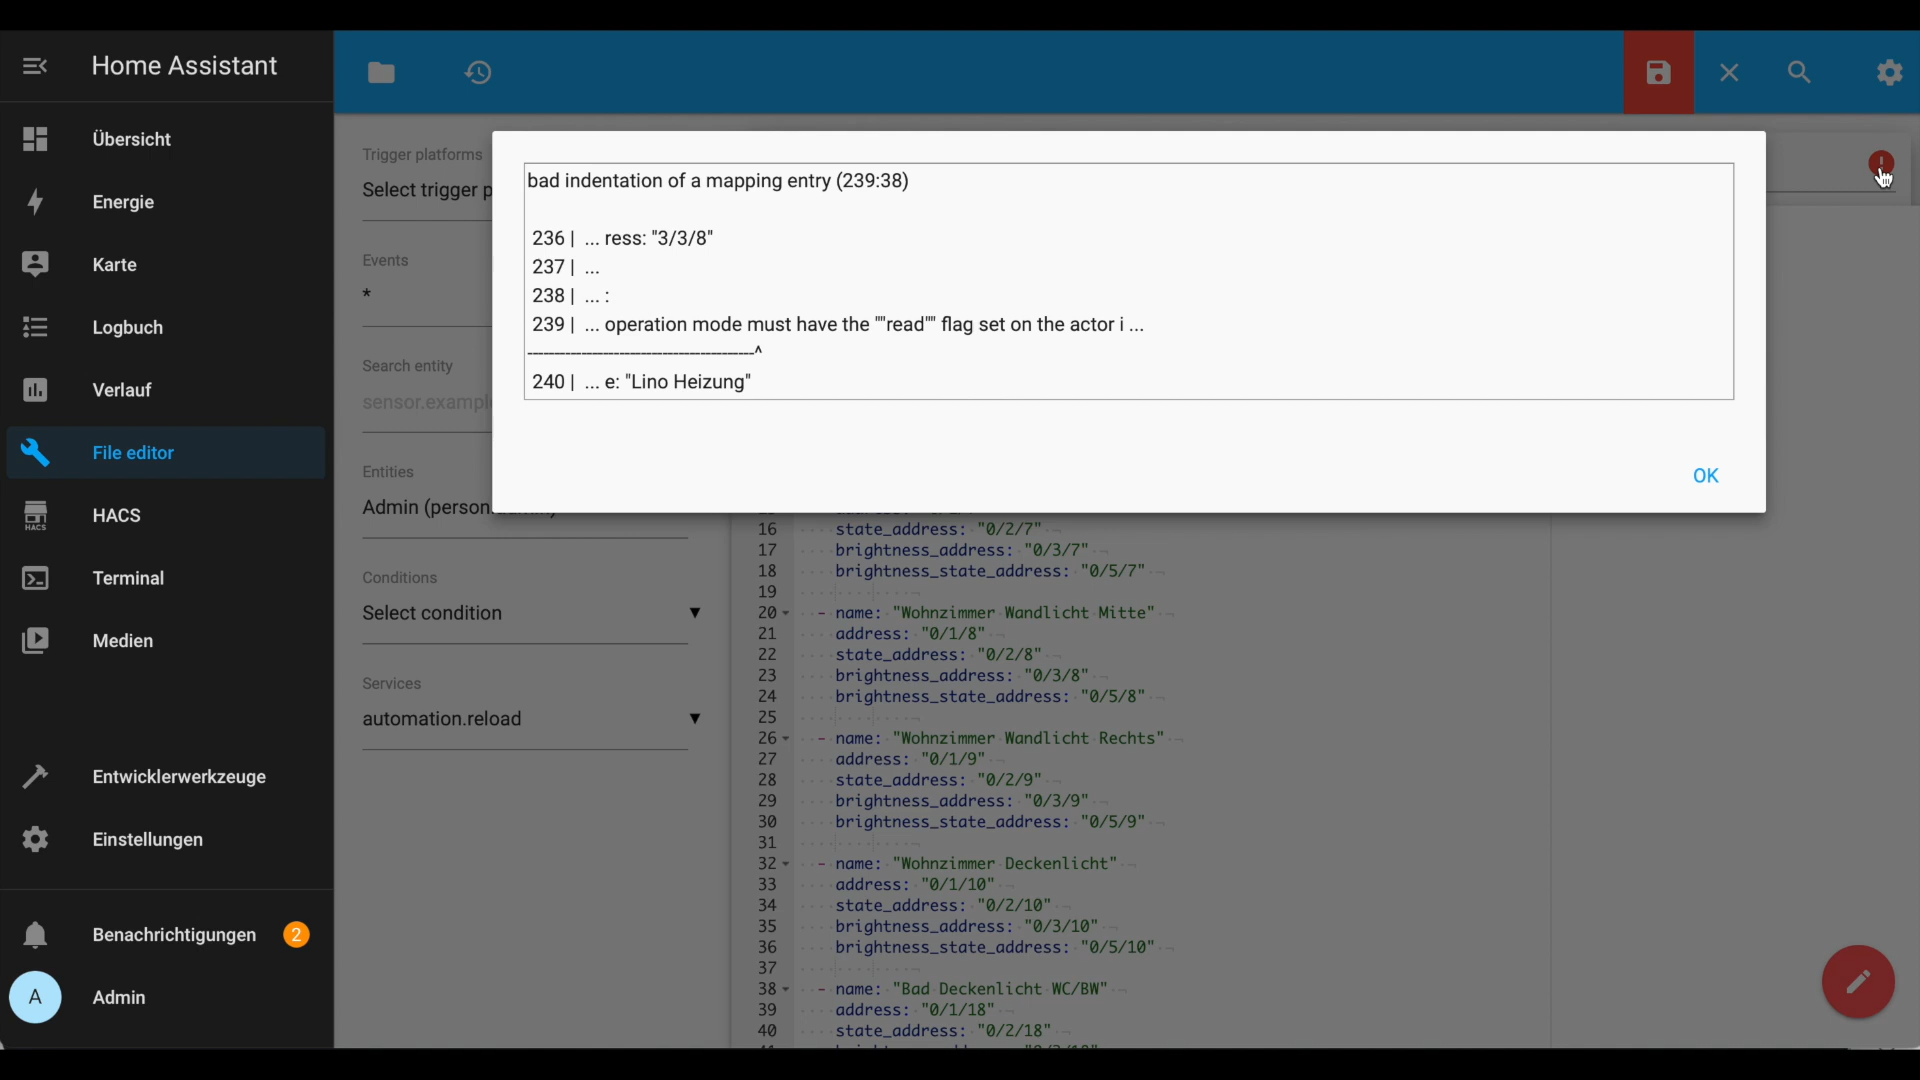 Home Assistant
Übersicht
Energie
Karte
Logbuch
Verlauf
File editor
HACS
HACS
Terminal
Medien
Entwicklerwerkzeuge
Einstellungen
Benachrichtigungen 2
A Admin
Trigger platforms
Select trigger p
Events
*
Search entity
sensor.exampl
Entities
Admin (person.
Conditions
Select condition
Services
automation.reload
bad indentation of a mapping entry (239:38)
236 | ... ress: "3/3/8"
237 | ...
238 | ... :
239 | ... operation mode must have the ""read"" flag set on the actor i ...
-----------------------------------------^
240 | ... e: "Lino Heizung"
OK
16 state_address: "0/2/7"
17 brightness_address: "0/3/7"
18 brightness_state_address: "0/5/7"
19
20 - name: "Wohnzimmer Wandlicht Mitte"
21 address: "0/1/8"
22 state_address: "0/2/8"
23 brightness_address: "0/3/8"
24 brightness_state_address: "0/5/8"
25
26 - name: "Wohnzimmer Wandlicht Rechts"
27 address: "0/1/9"
28 state_address: "0/2/9"
29 brightness_address: "0/3/9"
30 brightness_state_address: "0/5/9"
31
32 - name: "Wohnzimmer Deckenlicht"
33 address: "0/1/10"
34 state_address: "0/2/10"
35 brightness_address: "0/3/10"
36 brightness_state_address: "0/5/10"
37
38 - name: "Bad Deckenlicht WC/BW"
39 address: "0/1/18"
40 state_address: "0/2/18"